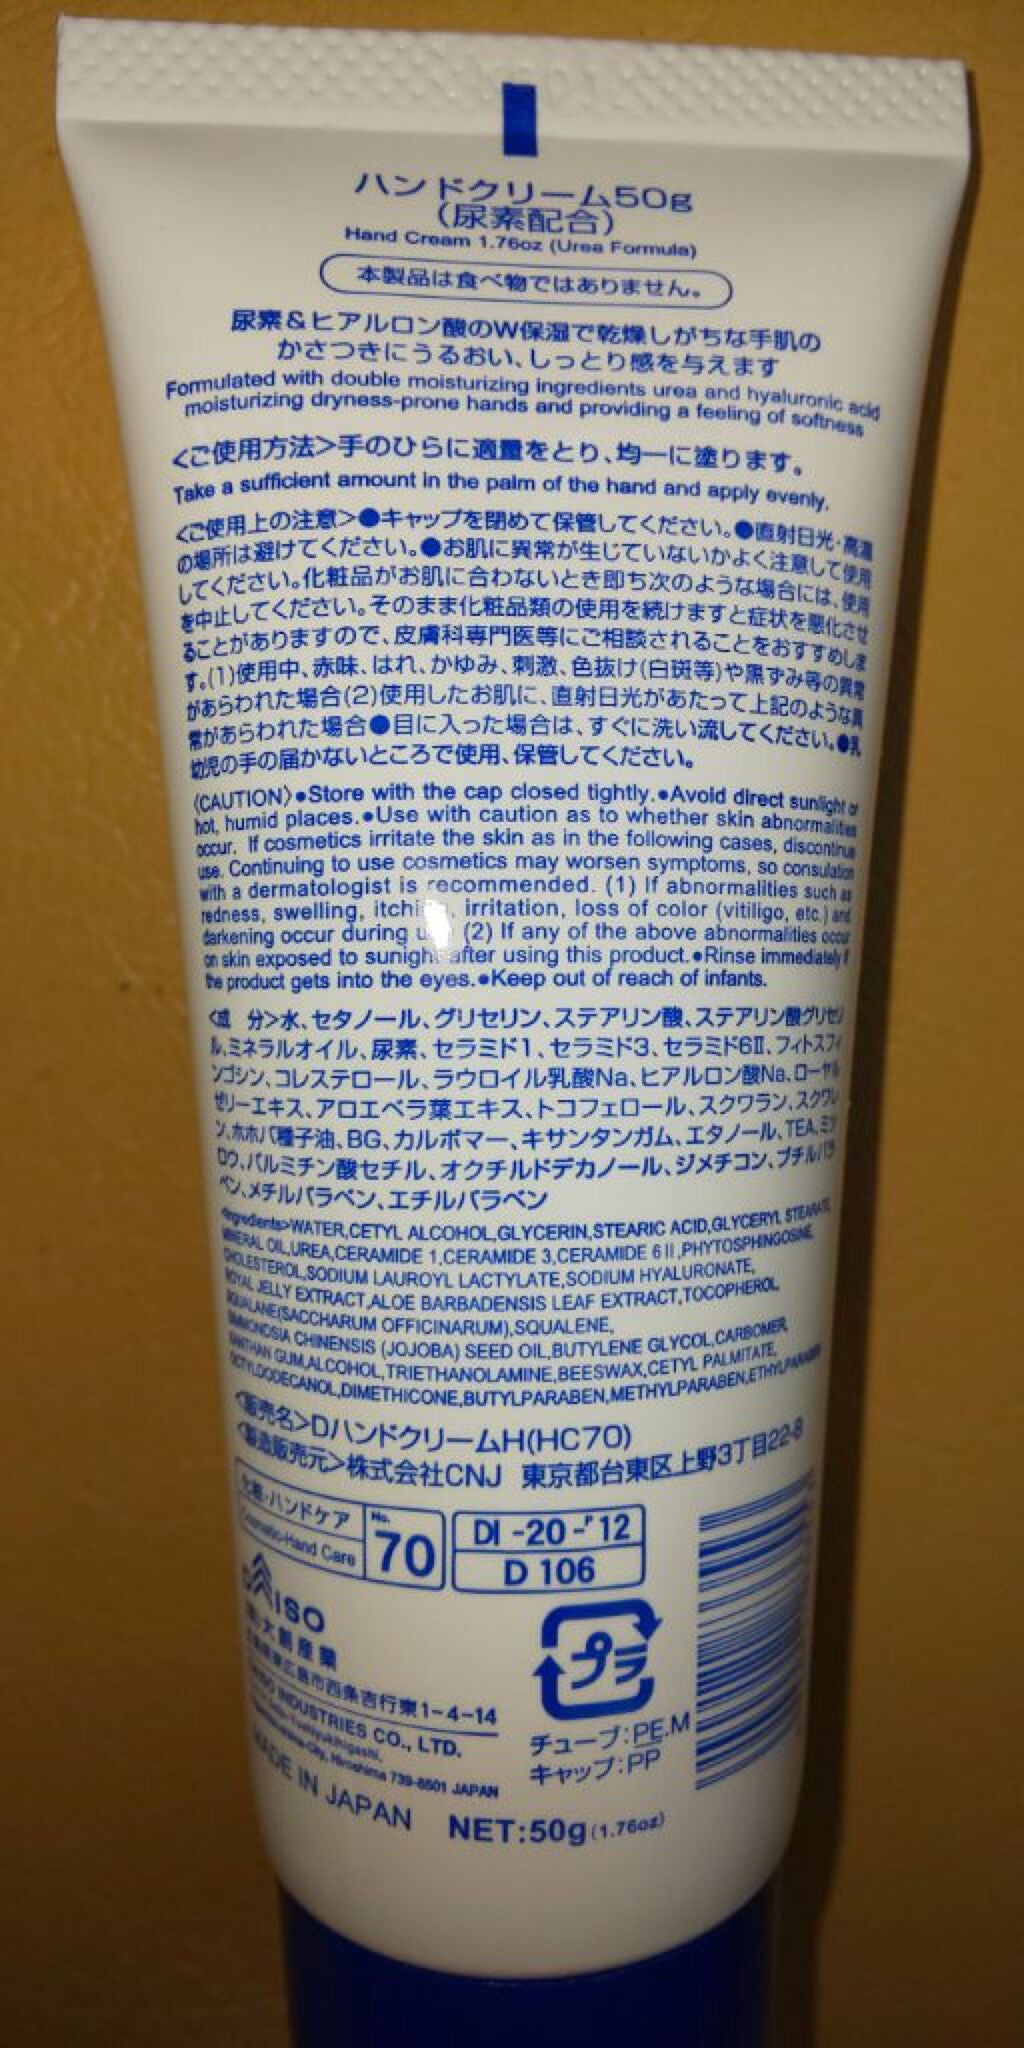 ハンドクリーム50g
(尿素配合)
Hand Cream 1.76oz (Urea Formula)
本製品は食べ物ではありません。
尿素&ヒアルロン酸のW保湿で乾燥しがちな手肌の
かさつきにうるおい、しっとり感を与えます
Formulated with double moisturizing ingredients urea and hyaluronic acid
moisturizing dryness-prone hands and providing a feeling of softness
<ご使用方法>手のひらに適量をとり、均一に塗ります。
Take a sufficient amount in the palm of the hand and apply evenly.
<ご使用上の注意>●キャップを閉めて保管してください。●直射日光・高温
の場所は避けてください。●お肌に異常が生じていないかよく注意して使用
してください。化粧品がお肌に合わないとき即ち次のような場合には、使用
を中止してください。そのまま化粧品類の使用を続けますと症状を悪化させ
ることがありますので、皮膚科専門医等にご相談されることをおすすめしま
す。(1)使用中、赤味、はれ、かゆみ、刺激、色抜け(白斑等)や黒ずみ等の異常
があらわれた場合(2)使用したお肌に、直射日光があたって上記のような異
常があらわれた場合●目に入った場合は、すぐに洗い流してください。●乳
幼児の手の届かないところで使用、保管してください。
〈CAUTION〉●Store with the cap closed tightly.●Avoid direct sunlight or
hot, humid places.●Use with caution as to whether skin abnormalities
occur. If cosmetics irritate the skin as in the following cases, discontinue
use. Continuing to use cosmetics may worsen symptoms, so consulation
with a dermatologist is recommended. (1) If abnormalities such as
redness, swelling, irritation, loss of color (vitiligo, etc.) and
darkening occur during (2) If any of the above abnormalities occur
on skin exposed to after using this product.●Rinse immediately if
the product gets into the eyes.●Keep out of reach of infants.
<成 分>水、セタノール、グリセリン、ステアリン酸、ステアリン酸グリセリ
ル、ミネラルオイル、尿素、セラミド1、セラミド3、セラミド6Ⅱ、フィトスフィ
ンゴシン、コレステロール、ラウロイル乳酸Na、ヒアルロン酸Na、ローヤル
ゼリーエキス、アロエベラ葉エキス、トコフェロール、スクワラン、スクワレ
ン、ホホバ種子油、BG、カルボマー、キサンタンガム、エタノール、TEA、ミツ
ロウ、パルミチン酸セチル、オクチルドデカノール、ジメチコン、ブチルパラ
ベン、メチルパラベン、エチルパラベン
<Ingredients>WATER,CETYL ALCOHOL,GLYCERIN,STEARIC ACID,GLYCERYL STEARATE,
MINERAL OIL,UREA,CERAMIDE 1,CERAMIDE 3,CERAMIDE 6II,PHYTOSPHINGOSINE,
CHOLESTEROL,SODIUM LAUROYL LACTYLATE,SODIUM HYALURONATE,
ROYAL JELLY EXTRACT,ALOE BARBADENSIS LEAF EXTRACT,TOCOPHEROL,
SQUALANE(SACCHARUM OFFICINARUM),SQUALENE,
SIMMONDSIA CHINENSIS (JOJOBA) SEED OIL,BUTYLENE GLYCOL,CARBOMER,
XANTHAN GUM,ALCOHOL,TRIETHANOLAMINE,BEESWAX,CETYL PALMITATE,
OCTYLDODECANOL,DIMETHICONE,BUTYLPARABEN,METHYLPARABEN,ETHYLPARABEN
<販売名>DハンドクリームH(HC70)
<製造販売元>株式会社CNJ 東京都台東区上野3丁目22-8
化粧・ハンドケア
Cosmetic・Hand Care
No.
70
DI -20-'P 12
D 106
DAISO
(株)大創産業
広島市西条吉行東1-4-14
DAISO INDUSTRIES CO., LTD.
Hiroshima 739-8501 JAPAN
MADE IN JAPAN
プラ
チューブ:PE.M
キャップ:PP
NET:50g(1.76oz)